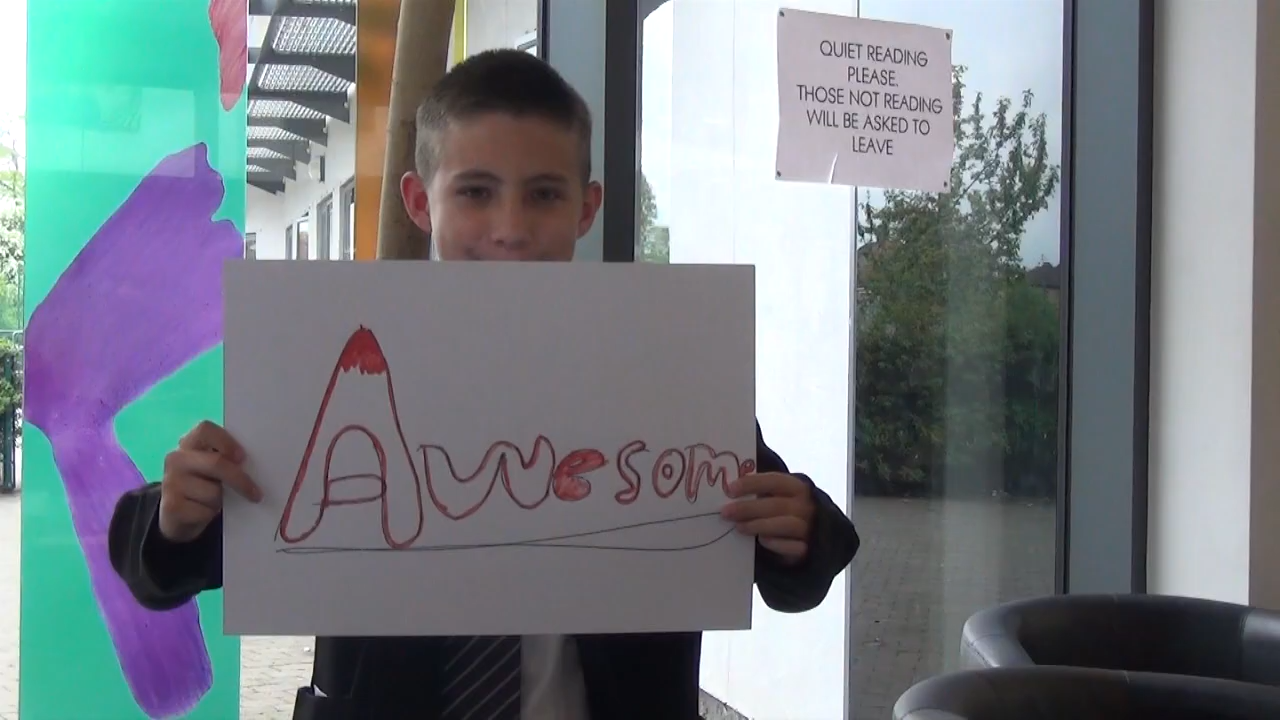 QUIET READING
PLEASE.
THOSE NOT READING
WILL BE ASKED TO
LEAVE
Awesome